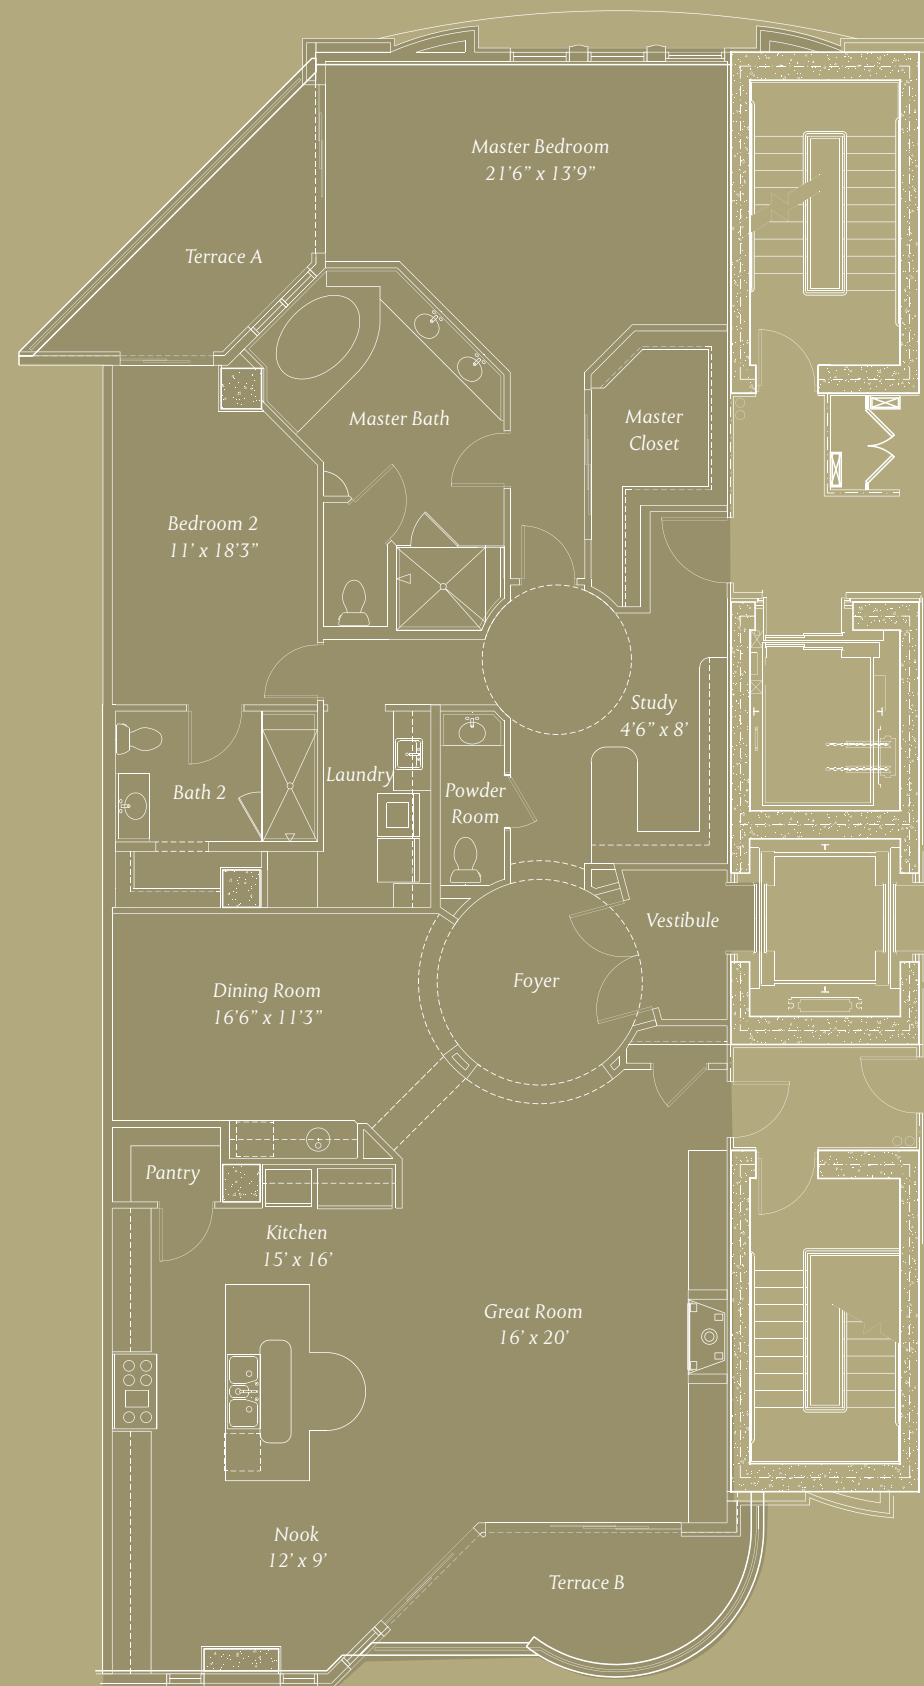 Master Bedroom
21’6” x 13’9”
Terrace A
Master Bath
Master
Closet
Bedroom 2
11’ x 18’3”
Study
4’6” x 8’
Laundry
Bath 2
Powder
Room
Vestibule
Foyer
Dining Room
16’6” x 11’3”
Pantry
Kitchen
15’ x 16’
Great Room
16’ x 20’
Nook
12’ x 9’
Terrace B